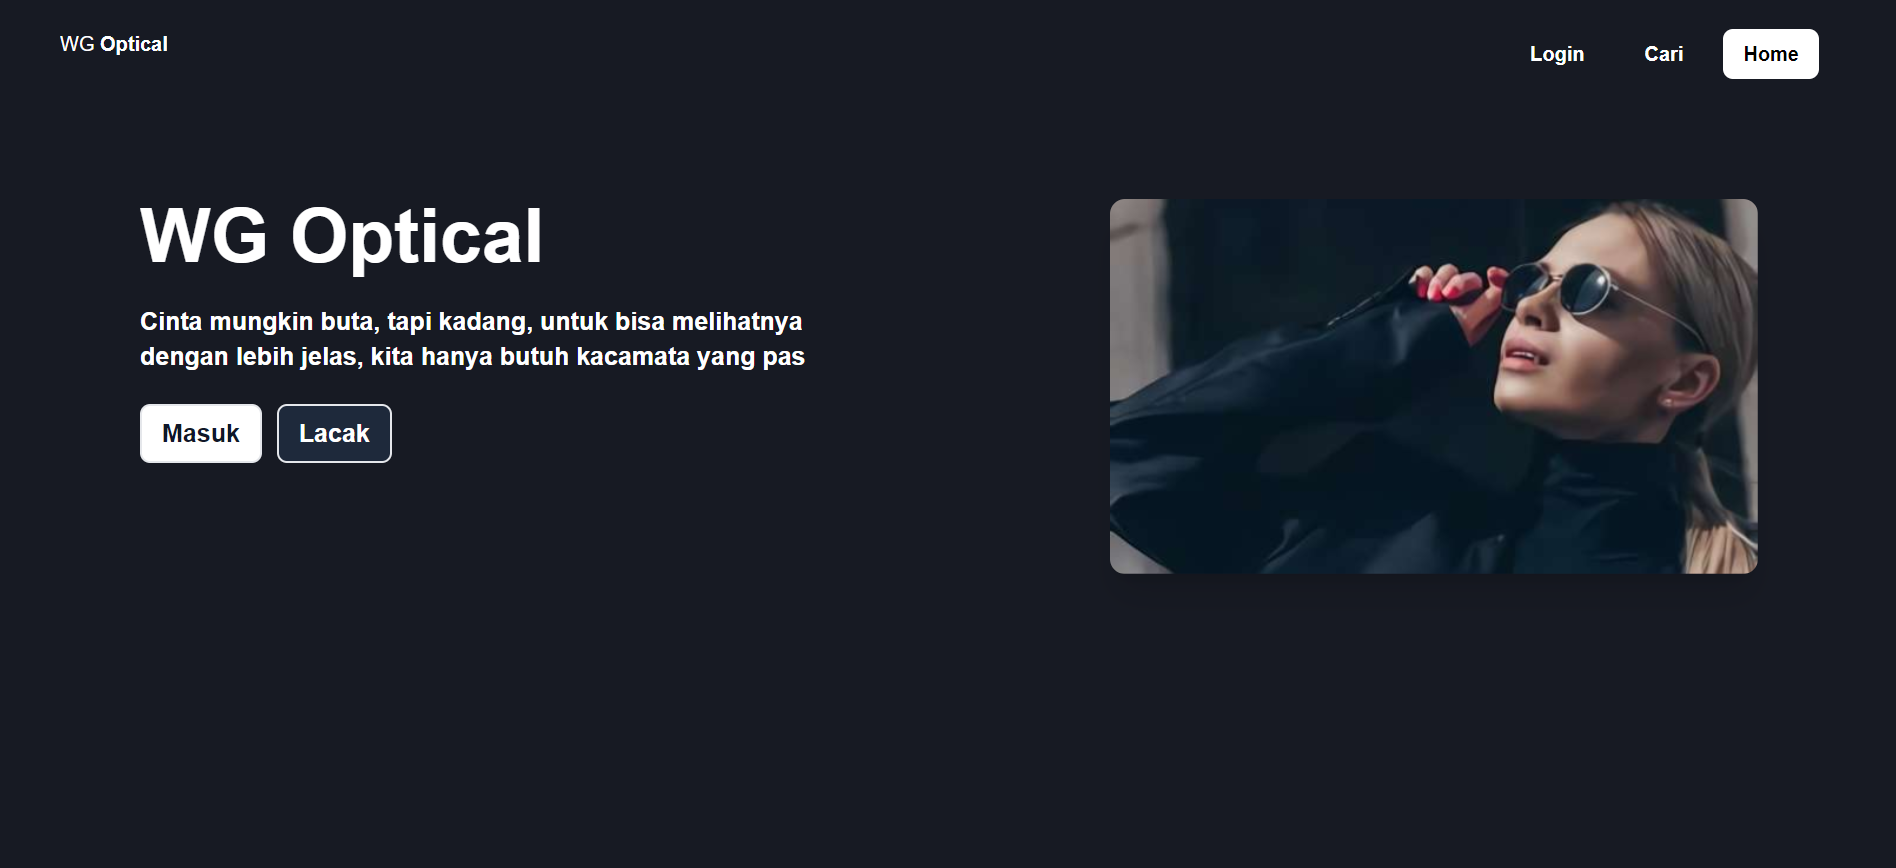 WG Optical
Login
Cari
Home
WG Optical
Cinta mungkin buta, tapi kadang, untuk bisa melihatnya
dengan lebih jelas, kita hanya butuh kacamata yang pas
Masuk
Lacak